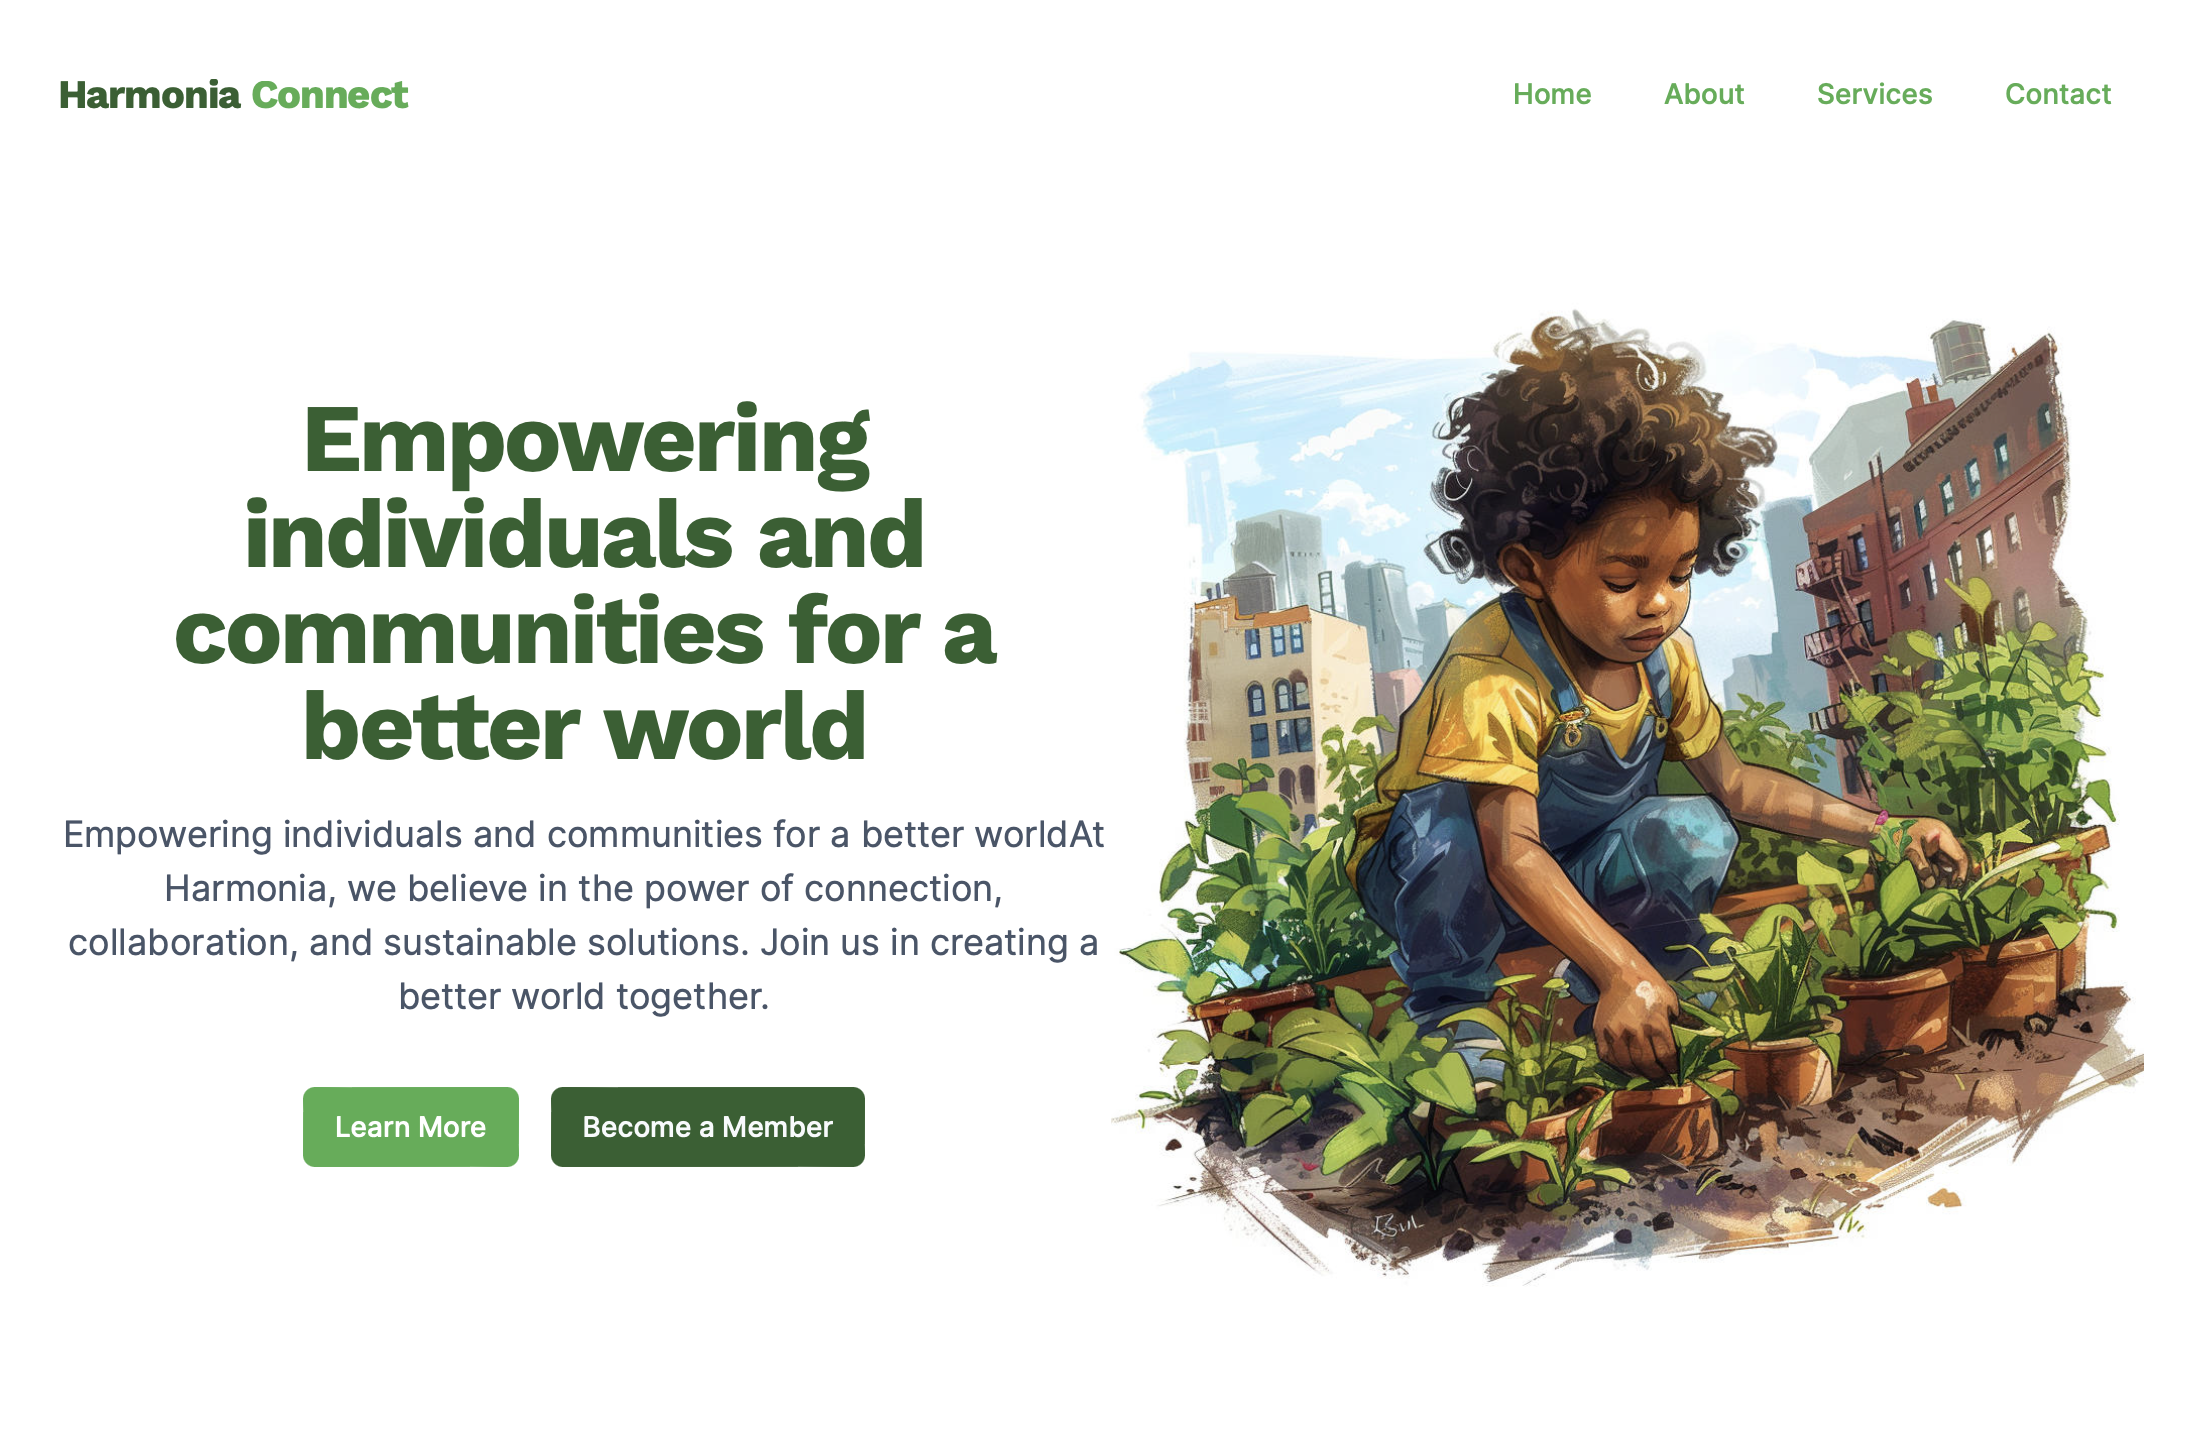 Harmonia Connect
Home About Services Contact
Empowering
individuals and
communities for a
better world
Empowering individuals and communities for a better worldAt
Harmonia, we believe in the power of connection,
collaboration, and sustainable solutions. Join us in creating a
better world together.
Learn More Become a Member